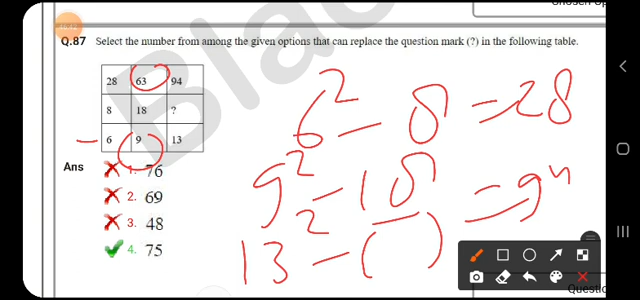 Q.87 Select the number from among the given options that can replace the question mark (?) in the following table.
28 63 94
8 18 ?
6 9 13
Ans 1. 76
2. 69
3. 48
4. 75
6² - 8 = 28
9² - 18 = 94
13² - ( )
Black